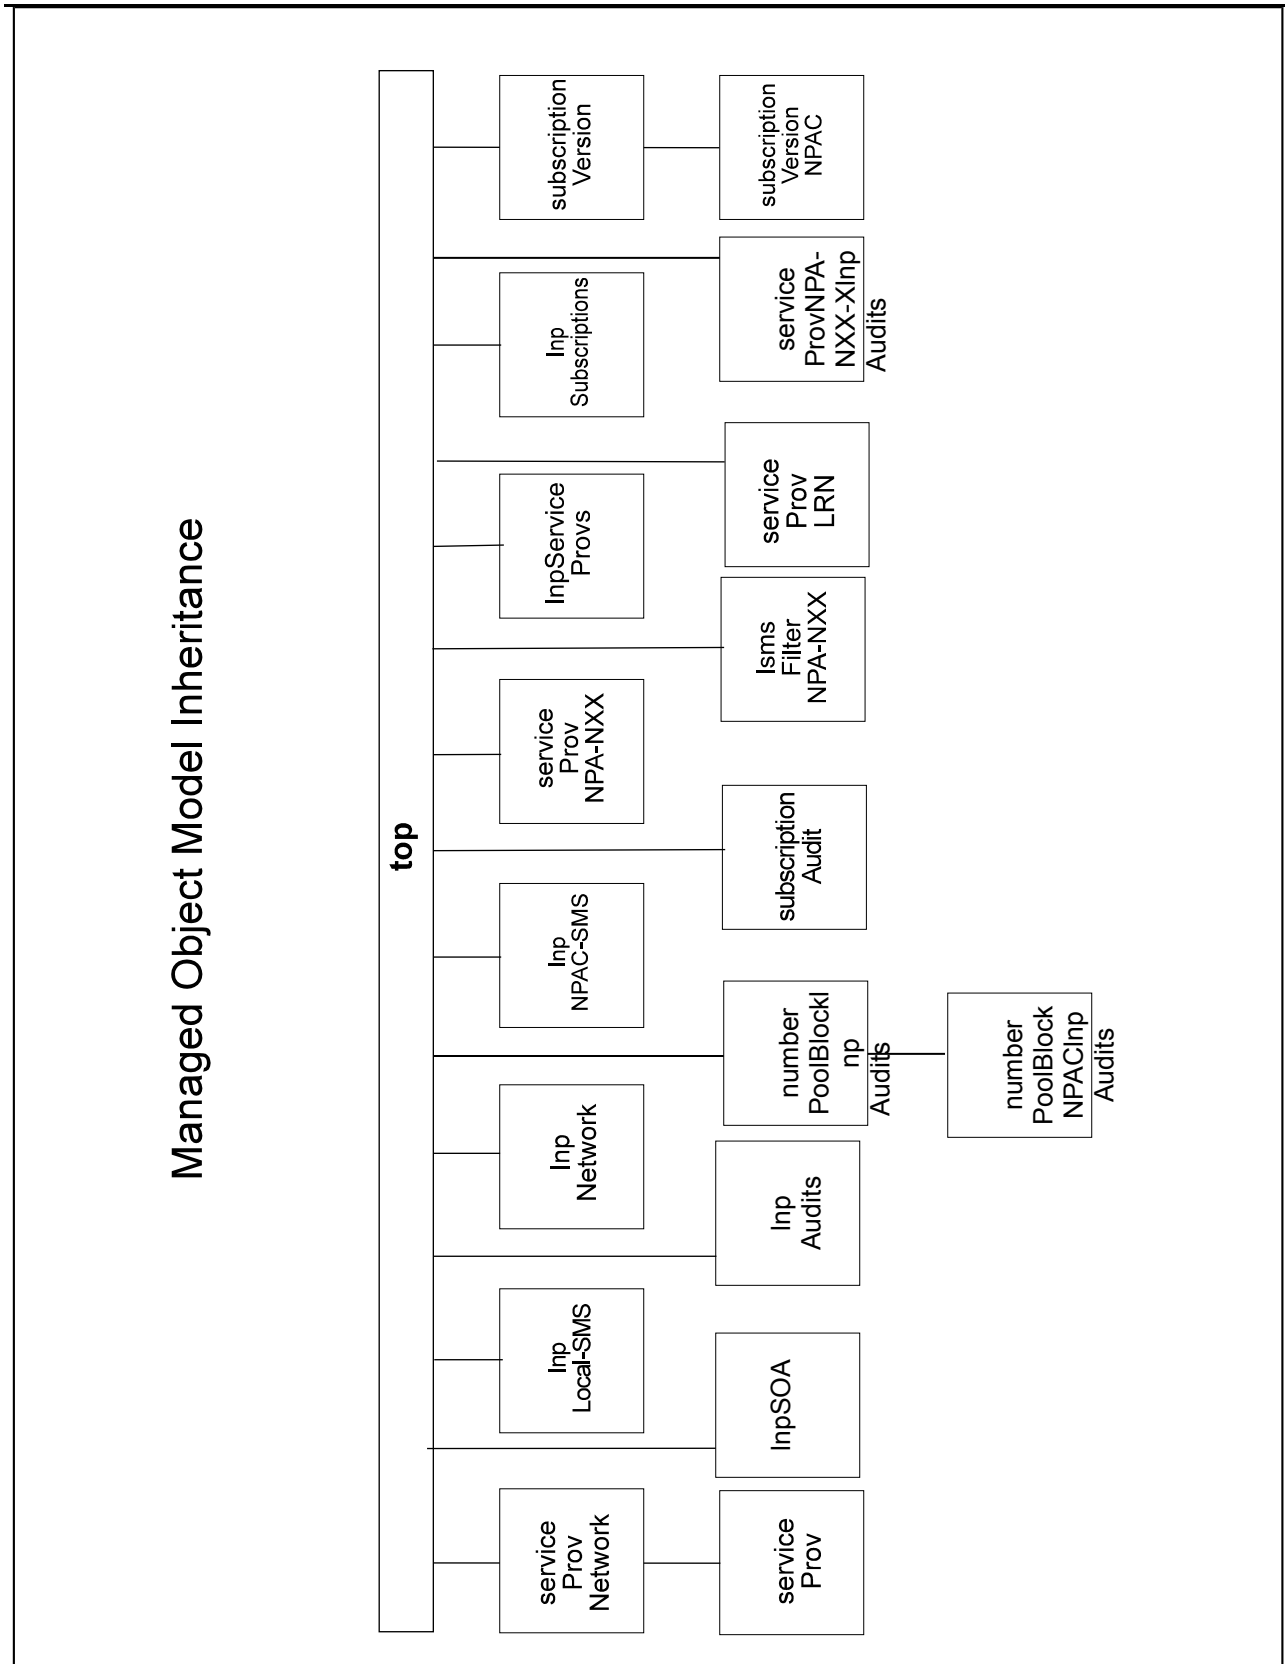 Managed Object Model Inheritance
top
service
Prov
Network
lnp
Local-SMS
lnp
Network
lnp
NPAC-SMS
service
Prov
NPA-NXX
lnpService
Provs
lnp
Subscriptions
subscription
Version
service
Prov
lnpSOA
lnp
Audits
number
PoolBlockl
np
Audits
subscription
Audit
lsms
Filter
NPA-NXX
service
Prov
LRN
service
ProvNPA-
NXX-Xlnp
Audits
subscription
Version
NPAC
number
PoolBlock
NPAClnp
Audits